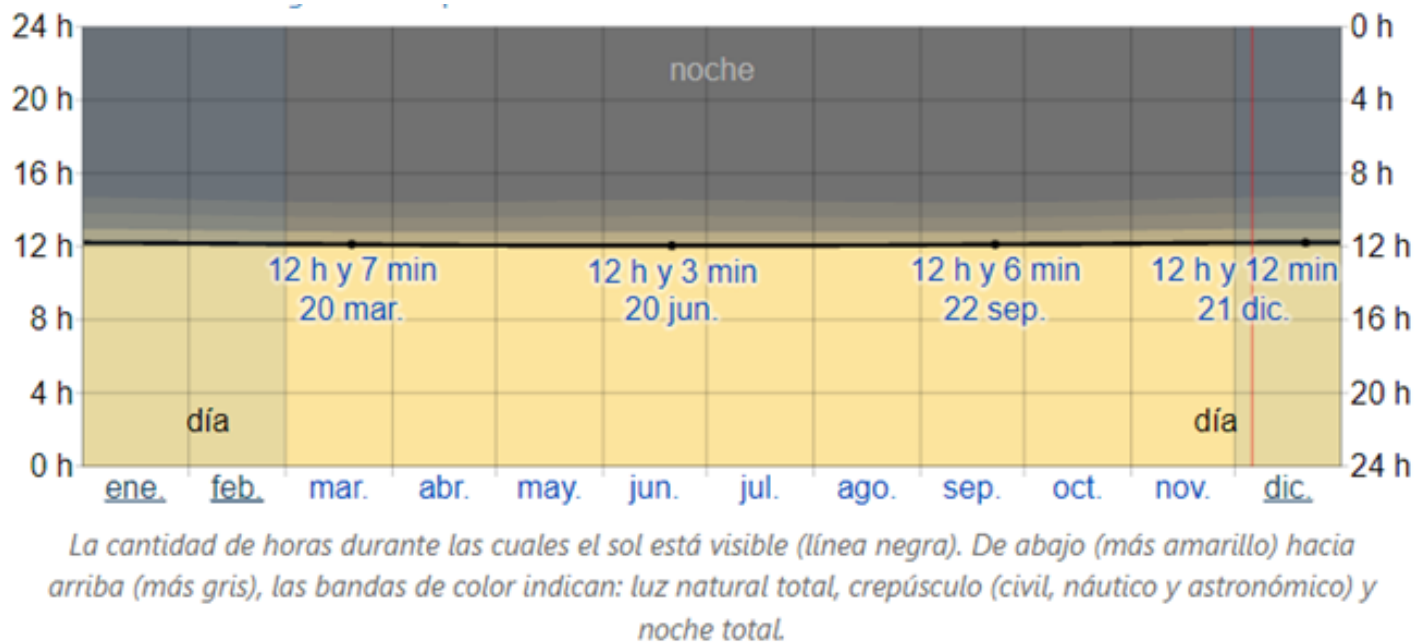 24 h
0 h
noche
20 h
4 h
16 h
8 h
12 h
12 h
12 h y 7 min
20 mar.
12 h y 3 min
20 jun.
12 h y 6 min
22 sep.
12 h y 12 min
21 dic.
8 h
16 h
4 h
20 h
día
día
0 h
24 h
ene. feb. mar. abr. may. jun. jul. ago. sep. oct. nov. dic.
La cantidad de horas durante las cuales el sol está visible (línea negra). De abajo (más amarillo) hacia
arriba (más gris), las bandas de color indican: luz natural total, crepúsculo (civil, náutico y astronómico) y
noche total.